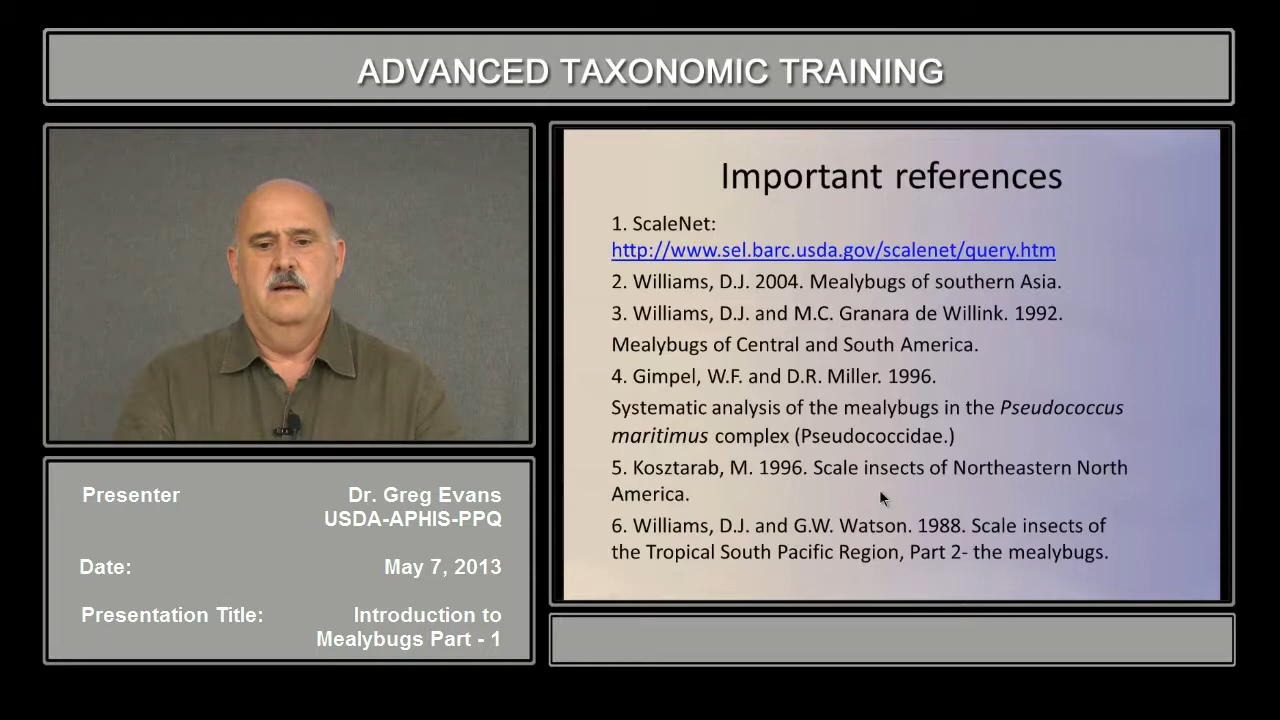 ADVANCED TAXONOMIC TRAINING
Important references
1. ScaleNet:
http://www.sel.barc.usda.gov/scalenet/query.htm
2. Williams, D.J. 2004. Mealybugs of southern Asia.
3. Williams, D.J. and M.C. Granara de Willink. 1992.
Mealybugs of Central and South America.
4. Gimpel, W.F. and D.R. Miller. 1996.
Systematic analysis of the mealybugs in the Pseudococcus
maritimus complex (Pseudococcidae.)
5. Kosztarab, M. 1996. Scale insects of Northeastern North
America.
6. Williams, D.J. and G.W. Watson. 1988. Scale insects of
the Tropical South Pacific Region, Part 2- the mealybugs.
Presenter Dr. Greg Evans
USDA-APHIS-PPQ
Date: May 7, 2013
Presentation Title: Introduction to
Mealybugs Part - 1